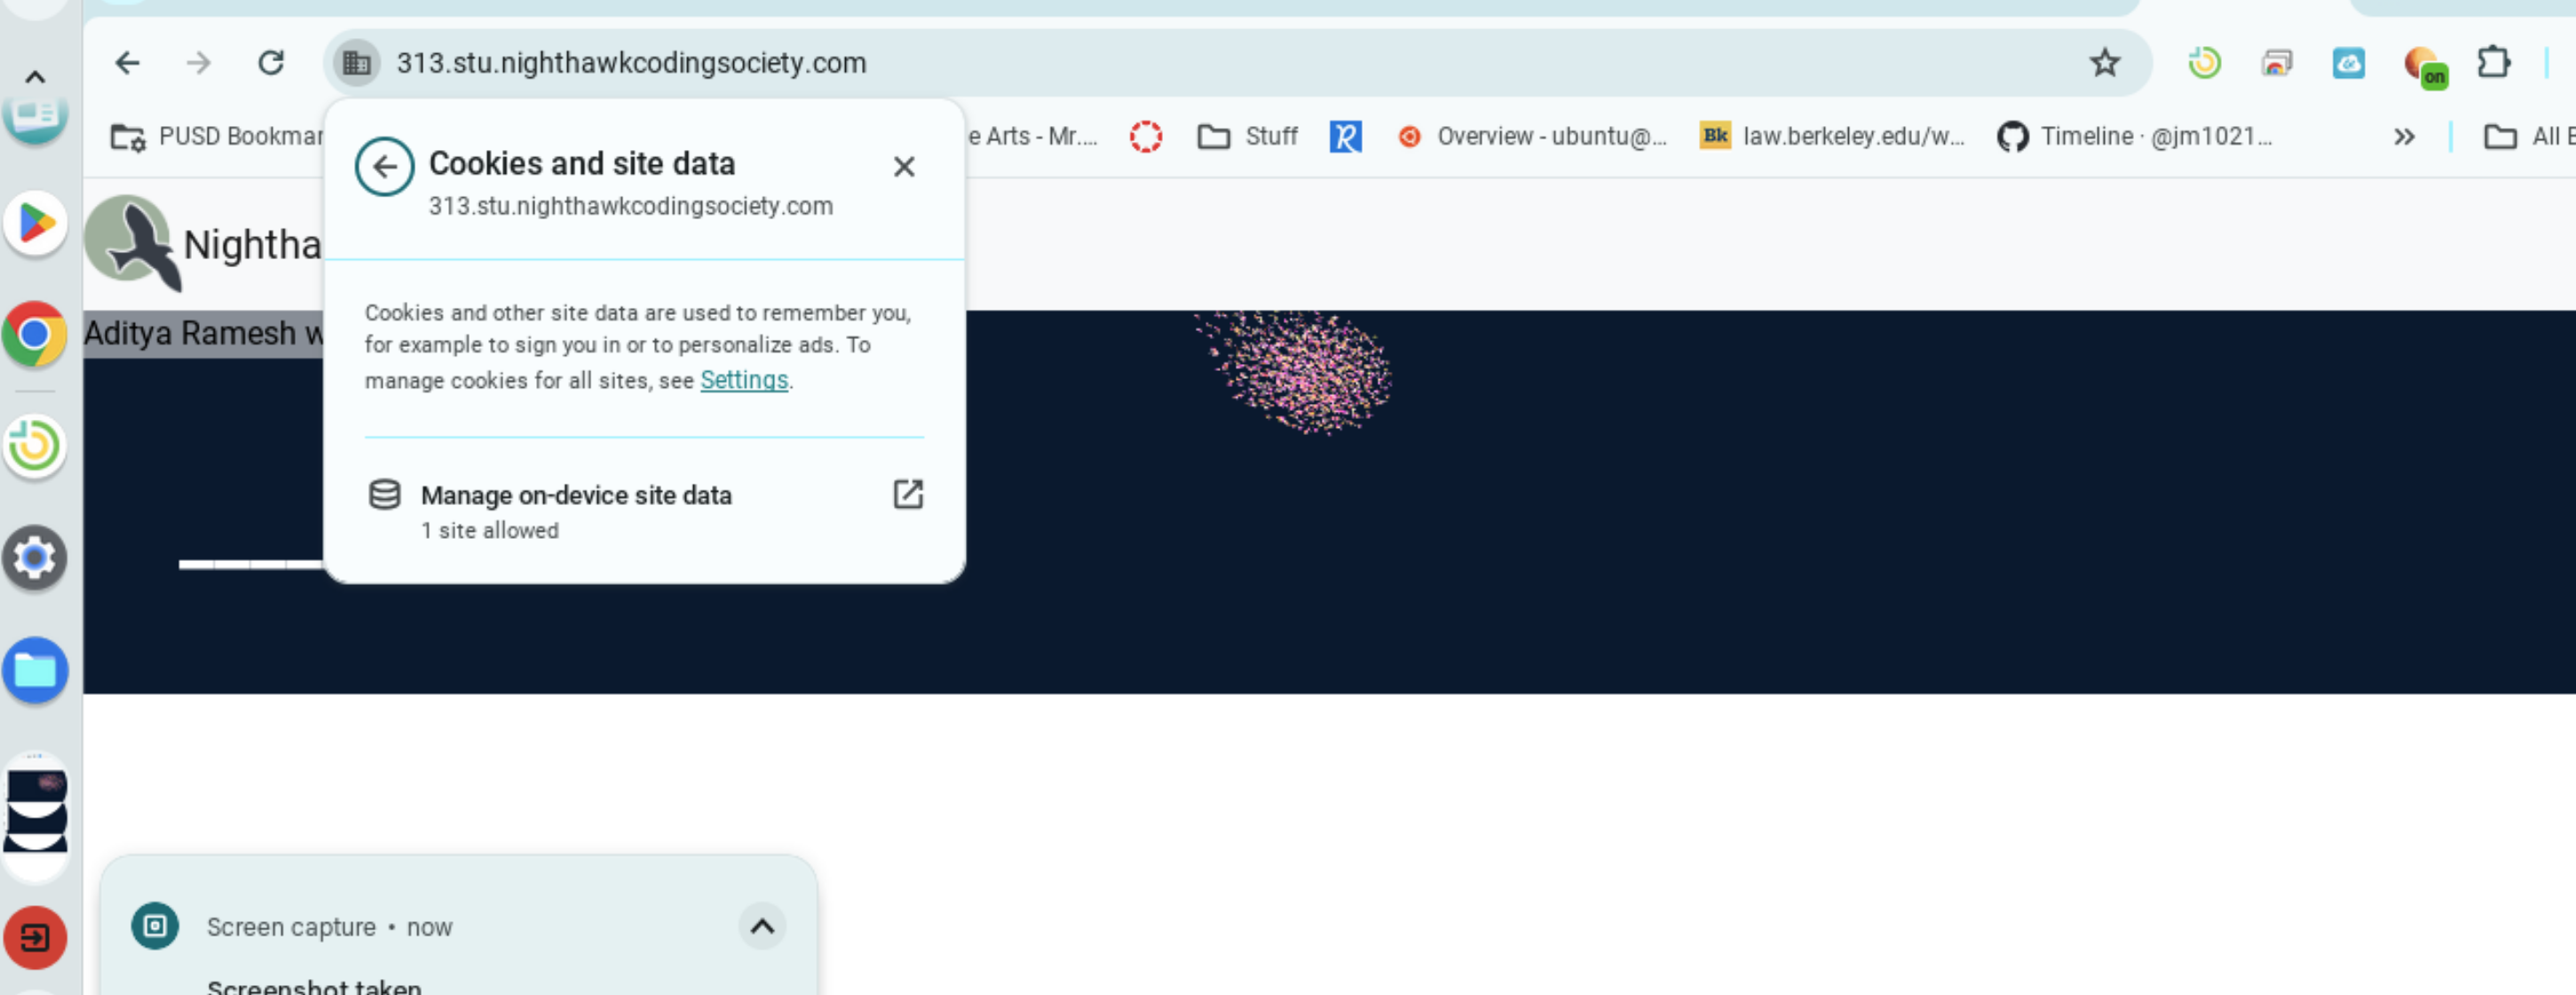 313.stu.nighthawkcodingsociety.com
on
PUSD Bookmar
e Arts - Mr....
Stuff
R
Overview - ubuntu@...
Bk
law.berkeley.edu/w...
Timeline · @jm1021...
All B
Cookies and site data
313.stu.nighthawkcodingsociety.com
Nightha
Aditya Ramesh w
Cookies and other site data are used to remember you,
for example to sign you in or to personalize ads. To
manage cookies for all sites, see Settings.
Manage on-device site data
1 site allowed
Screen capture • now
Screenshot taken